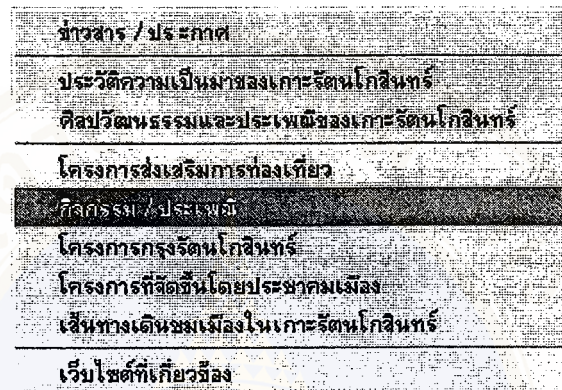 ข่าวสาร / ประกาศ
ประวัติความเป็นมาของเกาะรัตนโกสินทร์
ศิลปวัฒนธรรมและประเพณีของเกาะรัตนโกสินทร์
โครงการส่งเสริมการท่องเที่ยว
กิจกรรม / ประเพณี
โครงการกรุงรัตนโกสินทร์
โครงการที่จัดขึ้นโดยประชาคมเมือง
เส้นทางเดินชมเมืองในเกาะรัตนโกสินทร์
เว็บไซต์ที่เกี่ยวข้อง